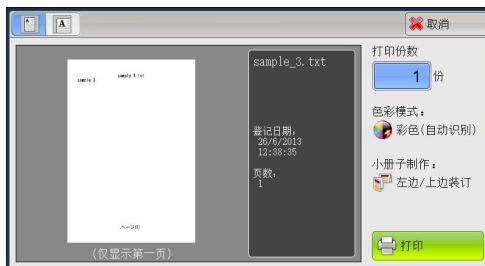 取消
sample 3 sample 3.txt
(仅显示第一页)
sample_3.txt
登记日期:
26/6/2013
12:38:35
页数:
1
打印份数
1 份
色彩模式:
彩色(自动识别)
小册子制作:
左边/上边装订
打印